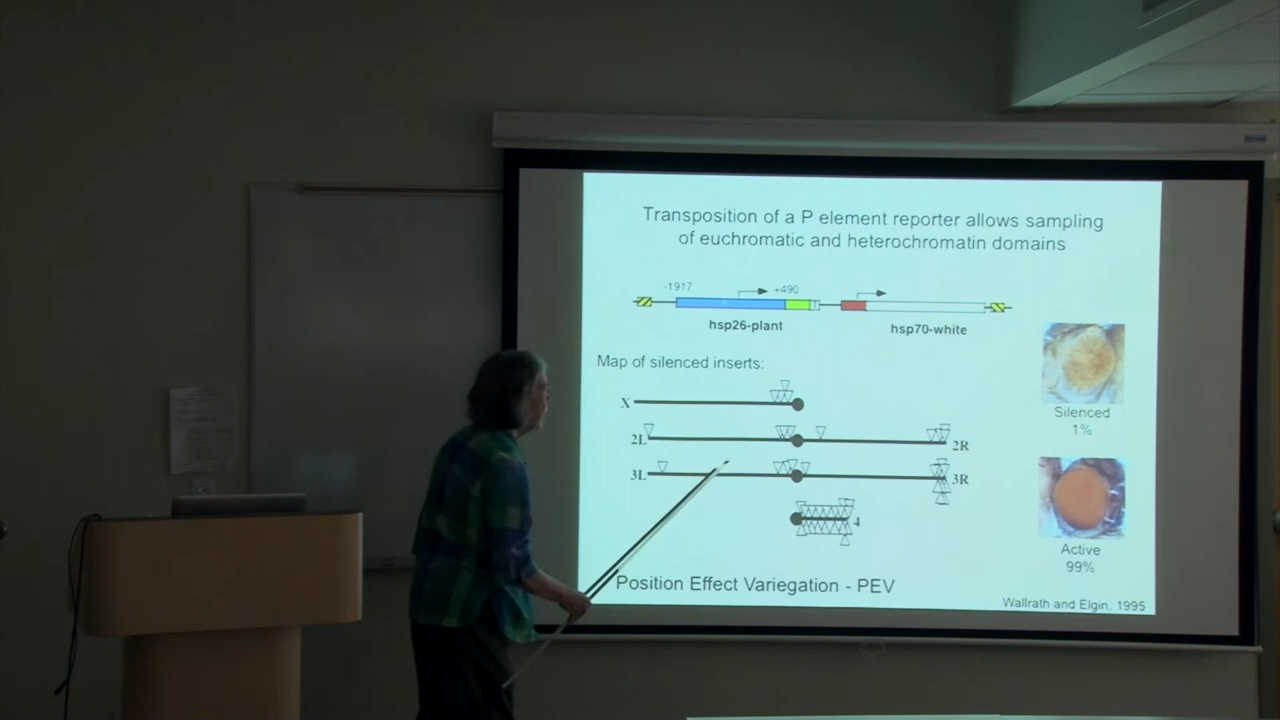 Transposition of a P element reporter allows sampling
of euchromatic and heterochromatin domains
-1917
+490
T
hsp26-plant
hsp70-white
Map of silenced inserts:
X
2L
2R
3L
3R
4
Silenced
1%
Active
99%
Position Effect Variegation - PEV
Wallrath and Elgin, 1995